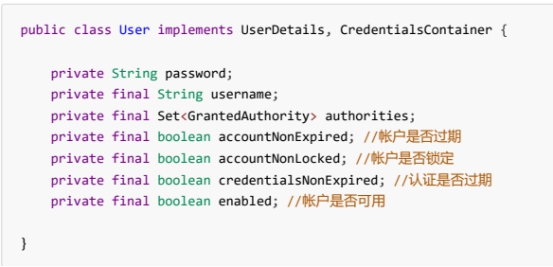 public class User implements UserDetails, CredentialsContainer {
private String password;
private final String username;
private final Set<GrantedAuthority> authorities;
private final boolean accountNonExpired; //帐户是否过期
private final boolean accountNonLocked; //帐户是否锁定
private final boolean credentialsNonExpired; //认证是否过期
private final boolean enabled; //帐户是否可用
}